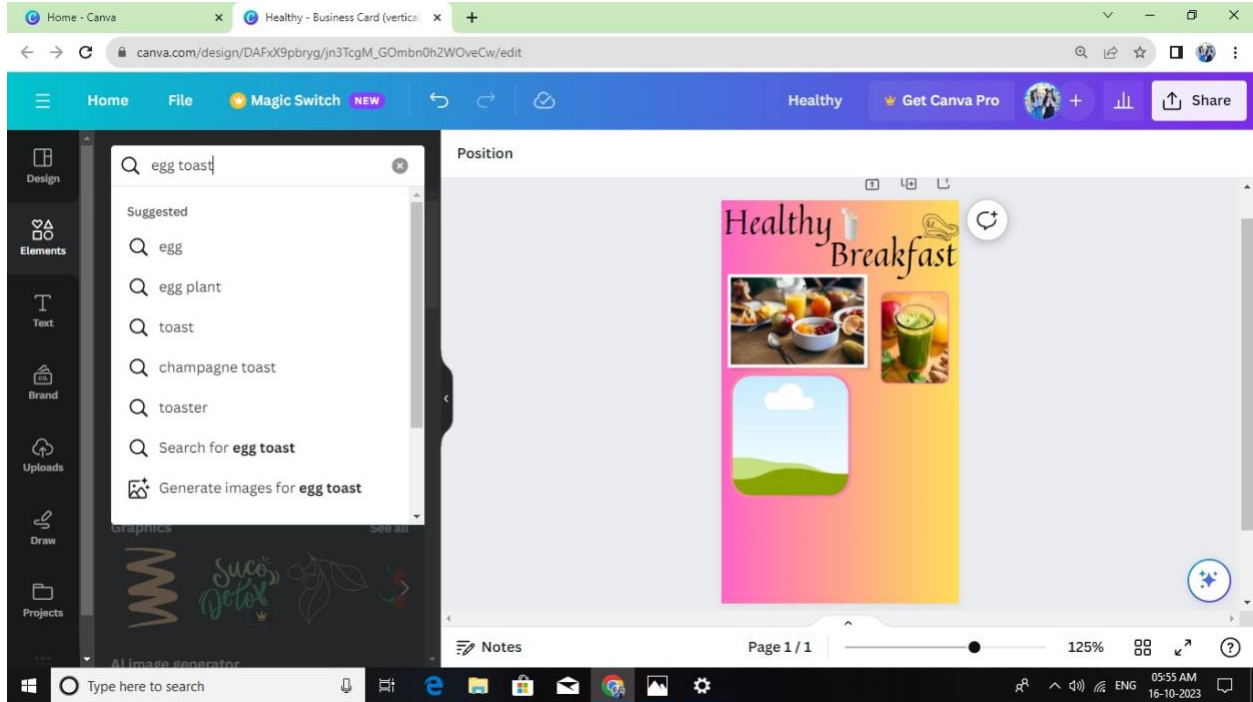 Home - Canva
Healthy - Business Card (vertical
canva.com/design/DAFxX9pbryg/jn3TcgM_GOmbn0h2WOveCw/edit
Home File Magic Switch NEW Healthy Get Canva Pro + Share
Design
Elements
Text
Brand
Uploads
Draw
Projects
egg toast
Suggested
egg
egg plant
toast
champagne toast
toaster
Search for egg toast
Generate images for egg toast
Graphics See all
Suco
Detox
AI image generator
Position
Healthy
Breakfast
Notes Page 1 / 1 125%
Type here to search
ENG 05:55 AM
16-10-2023